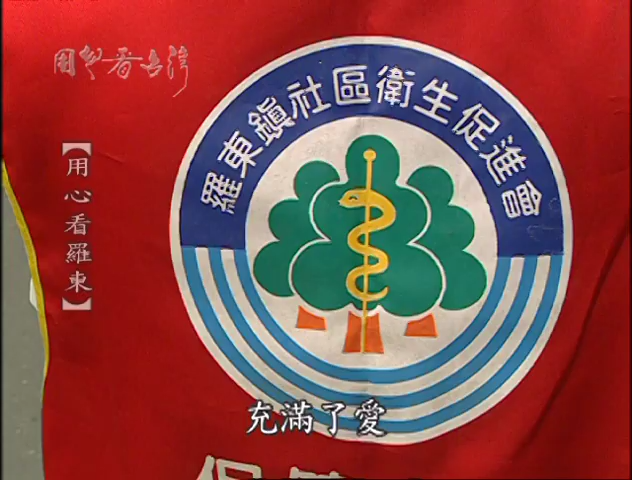 用心看台灣
【用心看羅東】
羅東鎮社區衛生促進會
充滿了愛